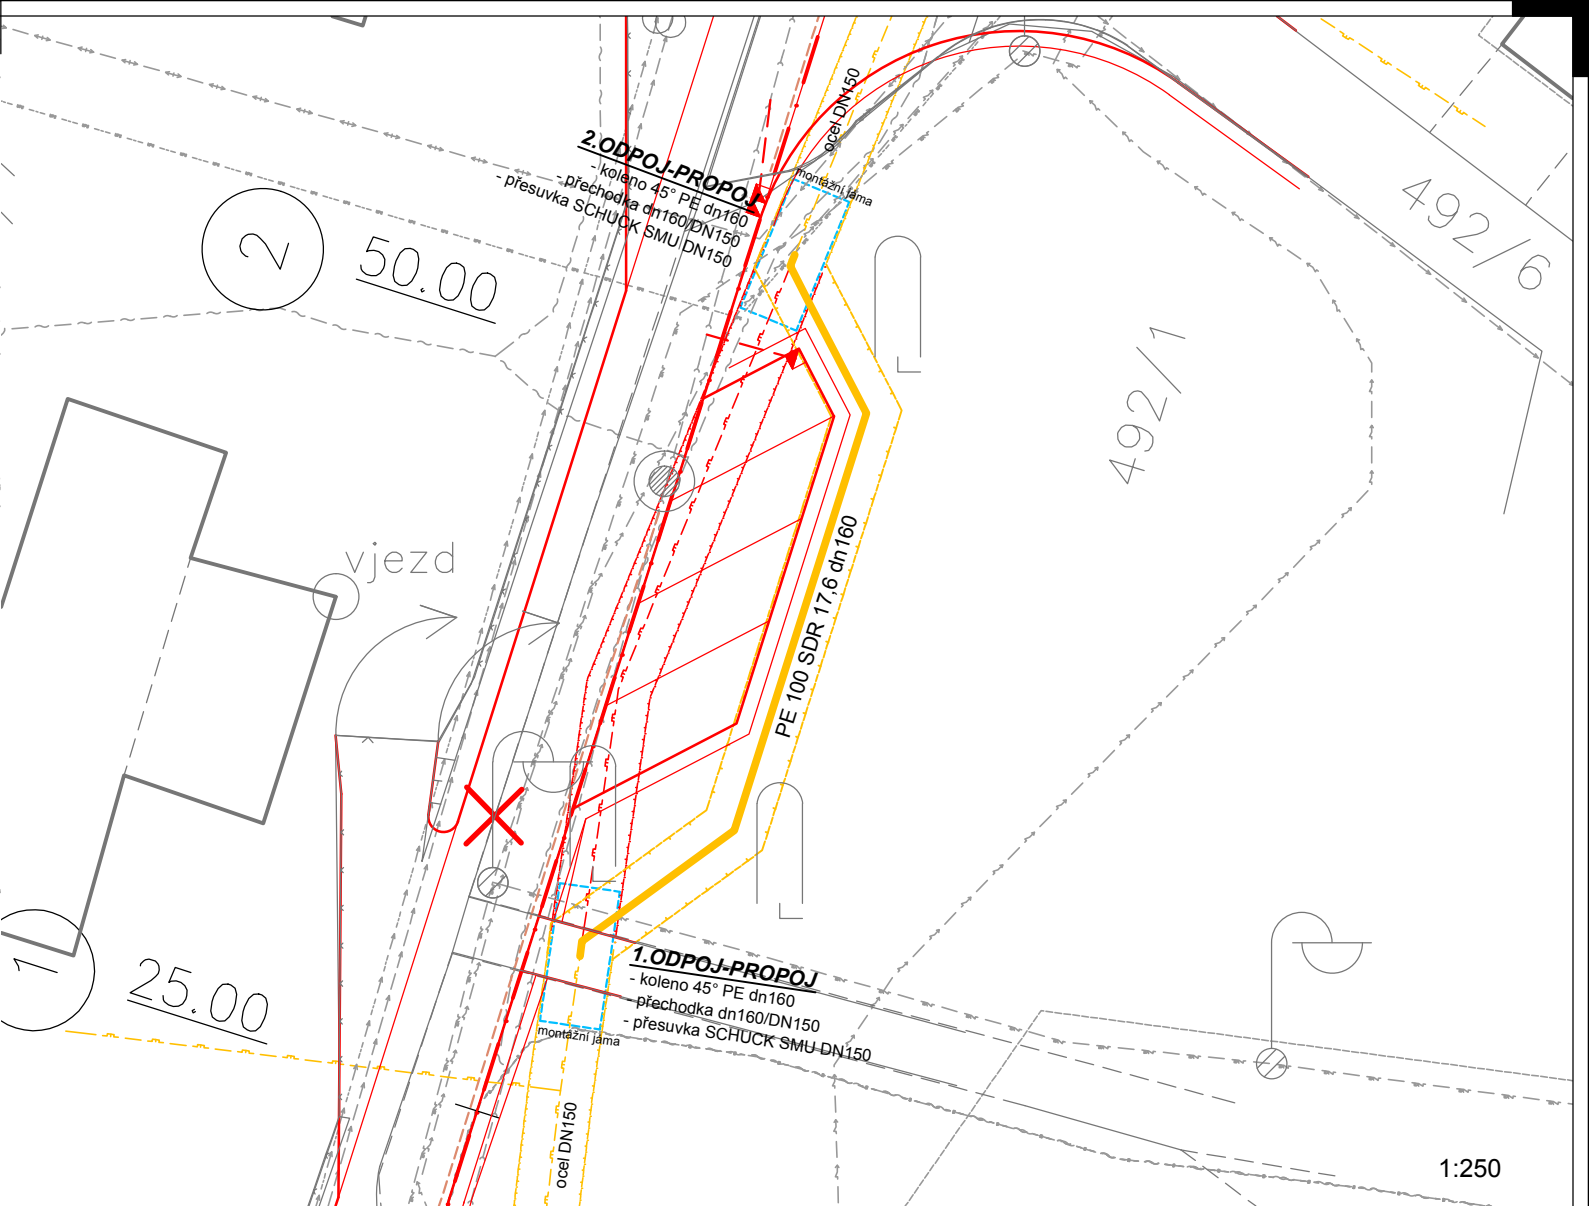 ocel DN150
2.ODPOJ-PROPOJ
- koleno 45° PE dn160
- přechodka dn160/DN150
- přesuvka SCHUCK SMU DN150
montážní jáma
492/6
2
50.00
492/1
vjezd
PE 100 SDR 17,6 dn160
1
25.00
1.ODPOJ-PROPOJ
- koleno 45° PE dn160
- přechodka dn160/DN150
- přesuvka SCHUCK SMU DN150
montážní jáma
ocel DN150
1:250